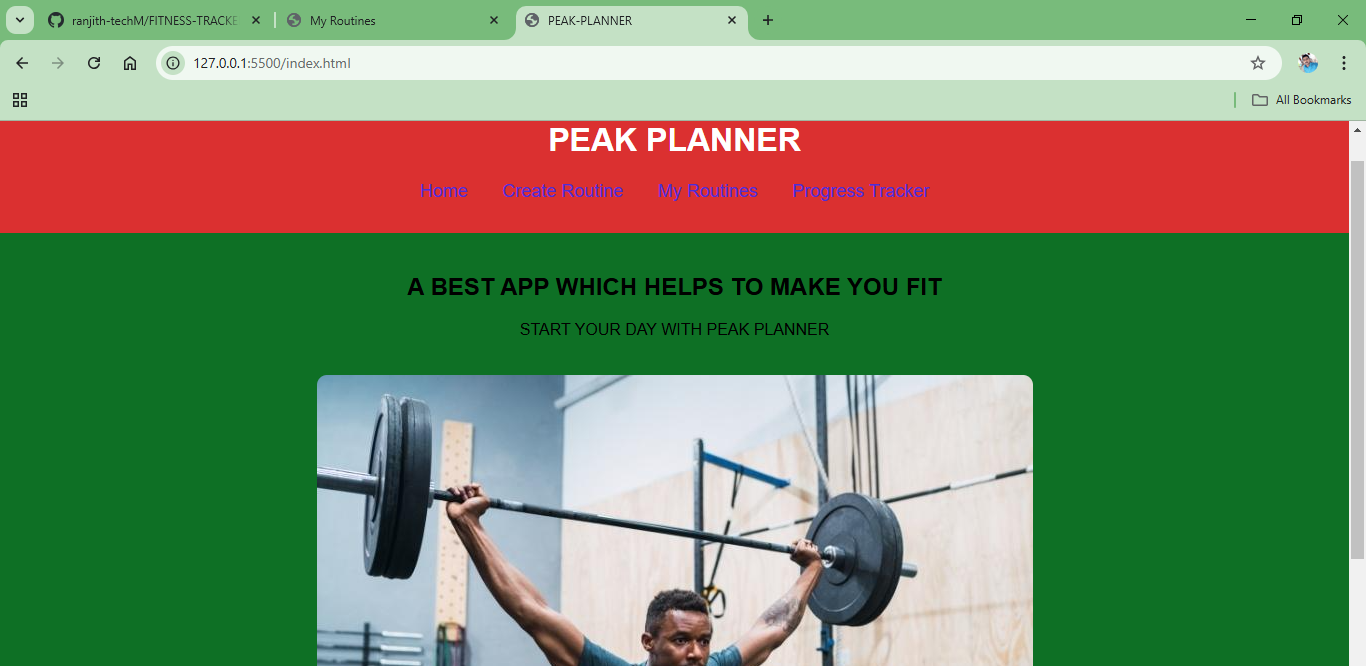 ranjith-techM/FITNESS-TRACKE
My Routines
PEAK-PLANNER
127.0.0.1:5500/index.html
All Bookmarks
PEAK PLANNER
Home Create Routine My Routines Progress Tracker
A BEST APP WHICH HELPS TO MAKE YOU FIT
START YOUR DAY WITH PEAK PLANNER